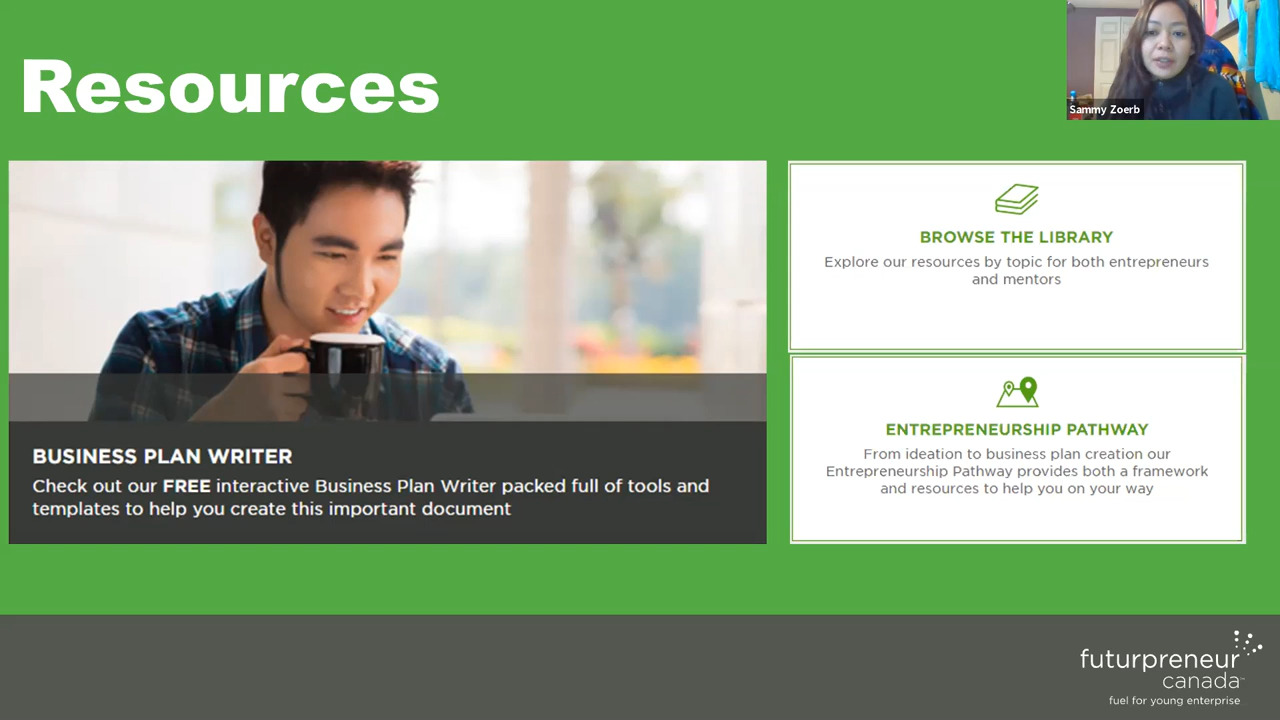 Resources
Sammy Zoerb
BUSINESS PLAN WRITER
Check out our FREE interactive Business Plan Writer packed full of tools and
templates to help you create this important document
BROWSE THE LIBRARY
Explore our resources by topic for both entrepreneurs
and mentors
ENTREPRENEURSHIP PATHWAY
From ideation to business plan creation our
Entrepreneurship Pathway provides both a framework
and resources to help you on your way
futurpreneur
canada
fuel for young enterprise